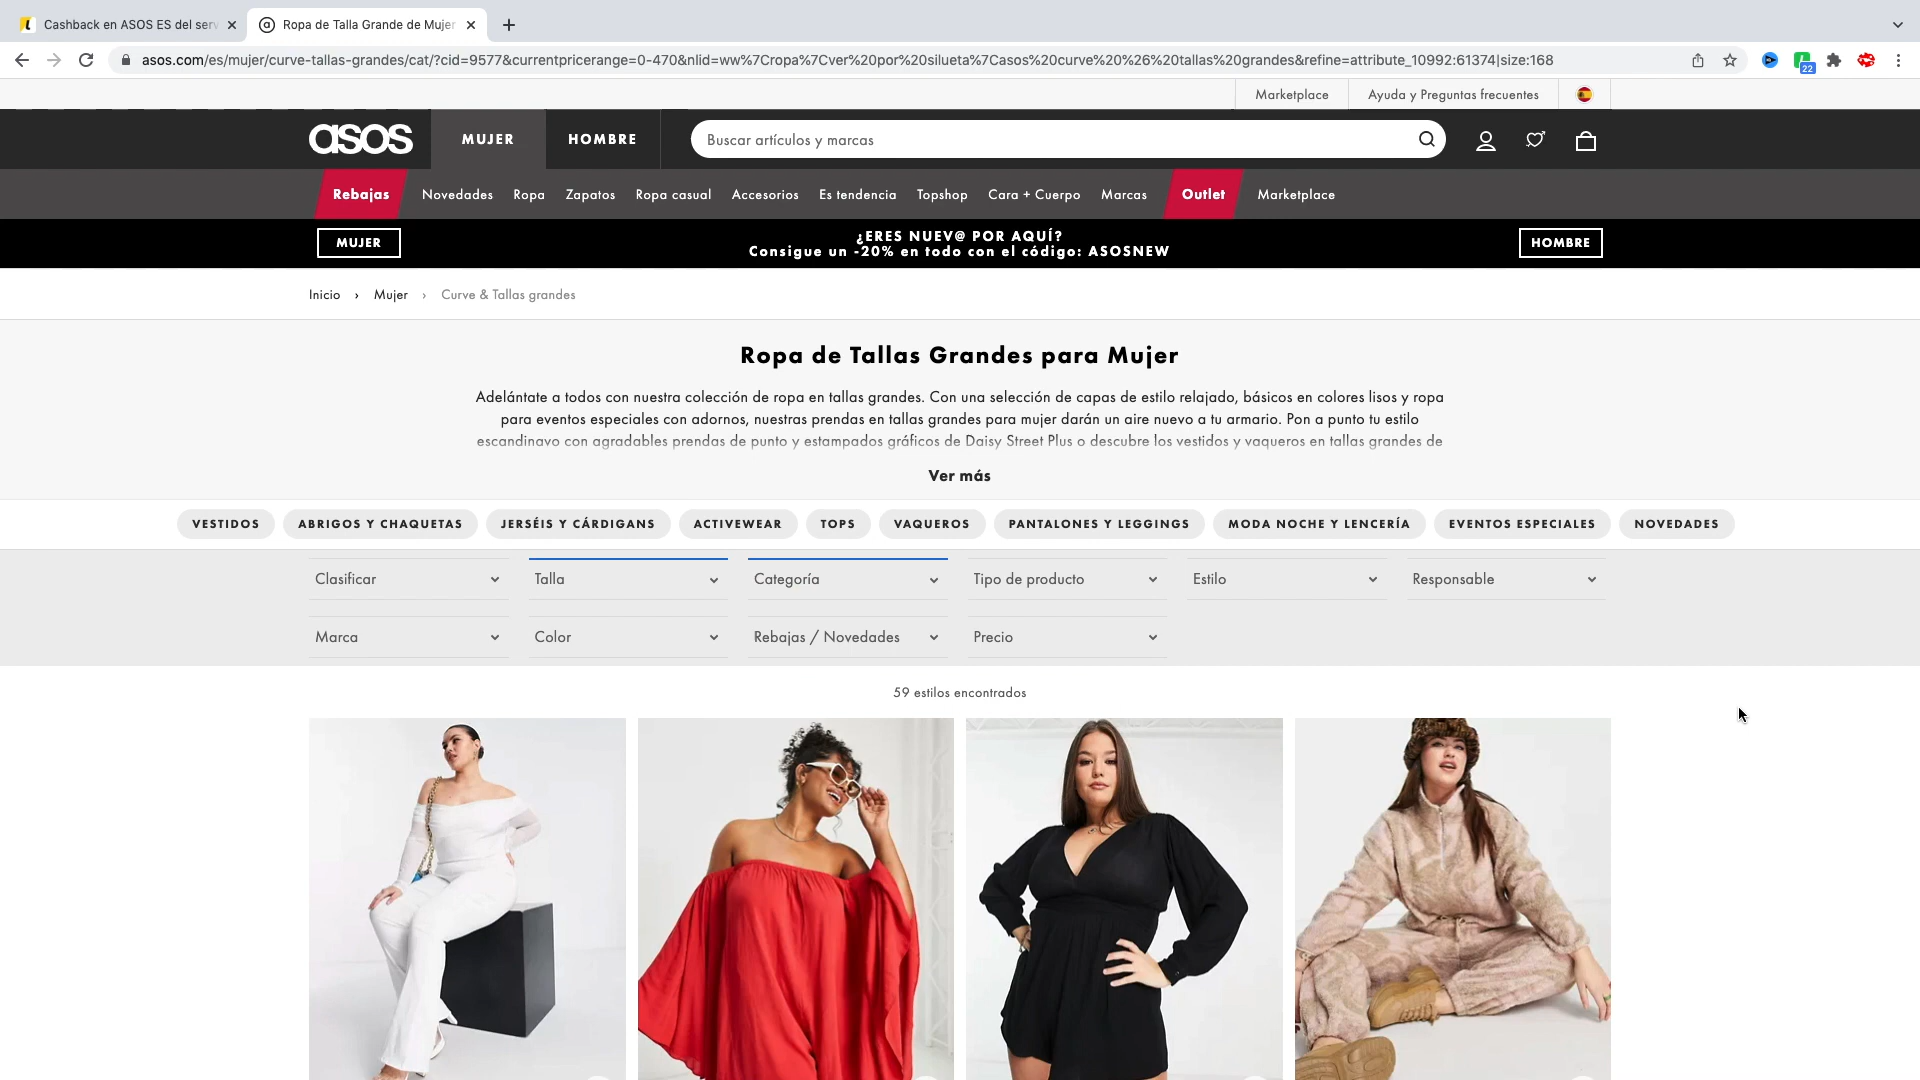 Cashback en ASOS ES del serv
Ropa de Talla Grande de Mujer
asos.com/es/mujer/curve-tallas-grandes/cat/?cid=9577&currentpricerange=0-470&nlid=ww%7Cropa%7Cver%20por%20silueta%7Casos%20curve%20%26%20tallas%20grandes&refine=attribute_10992:61374|size:168
22
Marketplace
Ayuda y Preguntas frecuentes
asos
MUJER
HOMBRE
Buscar artículos y marcas
Rebajas
Novedades
Ropa
Zapatos
Ropa casual
Accesorios
Es tendencia
Topshop
Cara + Cuerpo
Marcas
Outlet
Marketplace
MUJER
¿ERES NUEV@ POR AQUÍ?
Consigue un -20% en todo con el código: ASOSNEW
HOMBRE
Inicio › Mujer › Curve & Tallas grandes
Ropa de Tallas Grandes para Mujer
Adelántate a todos con nuestra colección de ropa en tallas grandes. Con una selección de capas de estilo relajado, básicos en colores lisos y ropa
para eventos especiales con adornos, nuestras prendas en tallas grandes para mujer darán un aire nuevo a tu armario. Pon a punto tu estilo
escandinavo con agradables prendas de punto y estampados gráficos de Daisy Street Plus o descubre los vestidos y vaqueros en tallas grandes de
Ver más
VESTIDOS
ABRIGOS Y CHAQUETAS
JERSÉIS Y CÁRDIGANS
ACTIVEWEAR
TOPS
VAQUEROS
PANTALONES Y LEGGINGS
MODA NOCHE Y LENCERÍA
EVENTOS ESPECIALES
NOVEDADES
Clasificar
Talla
Categoría
Tipo de producto
Estilo
Responsable
Marca
Color
Rebajas / Novedades
Precio
59 estilos encontrados